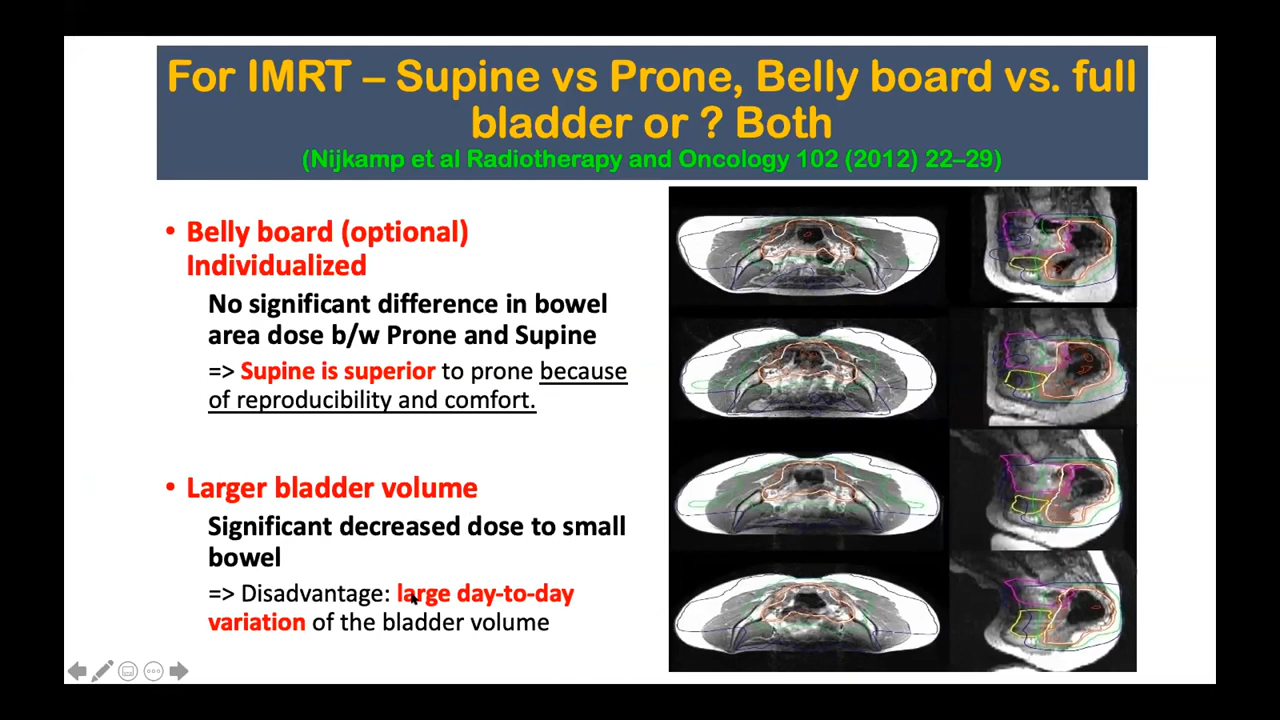 For IMRT – Supine vs Prone, Belly board vs. full
bladder or ? Both
(Nijkamp et al Radiotherapy and Oncology 102 (2012) 22–29)
• Belly board (optional)
Individualized
No significant difference in bowel
area dose b/w Prone and Supine
=> Supine is superior to prone because
of reproducibility and comfort.
• Larger bladder volume
Significant decreased dose to small
bowel
=> Disadvantage: large day-to-day
variation of the bladder volume